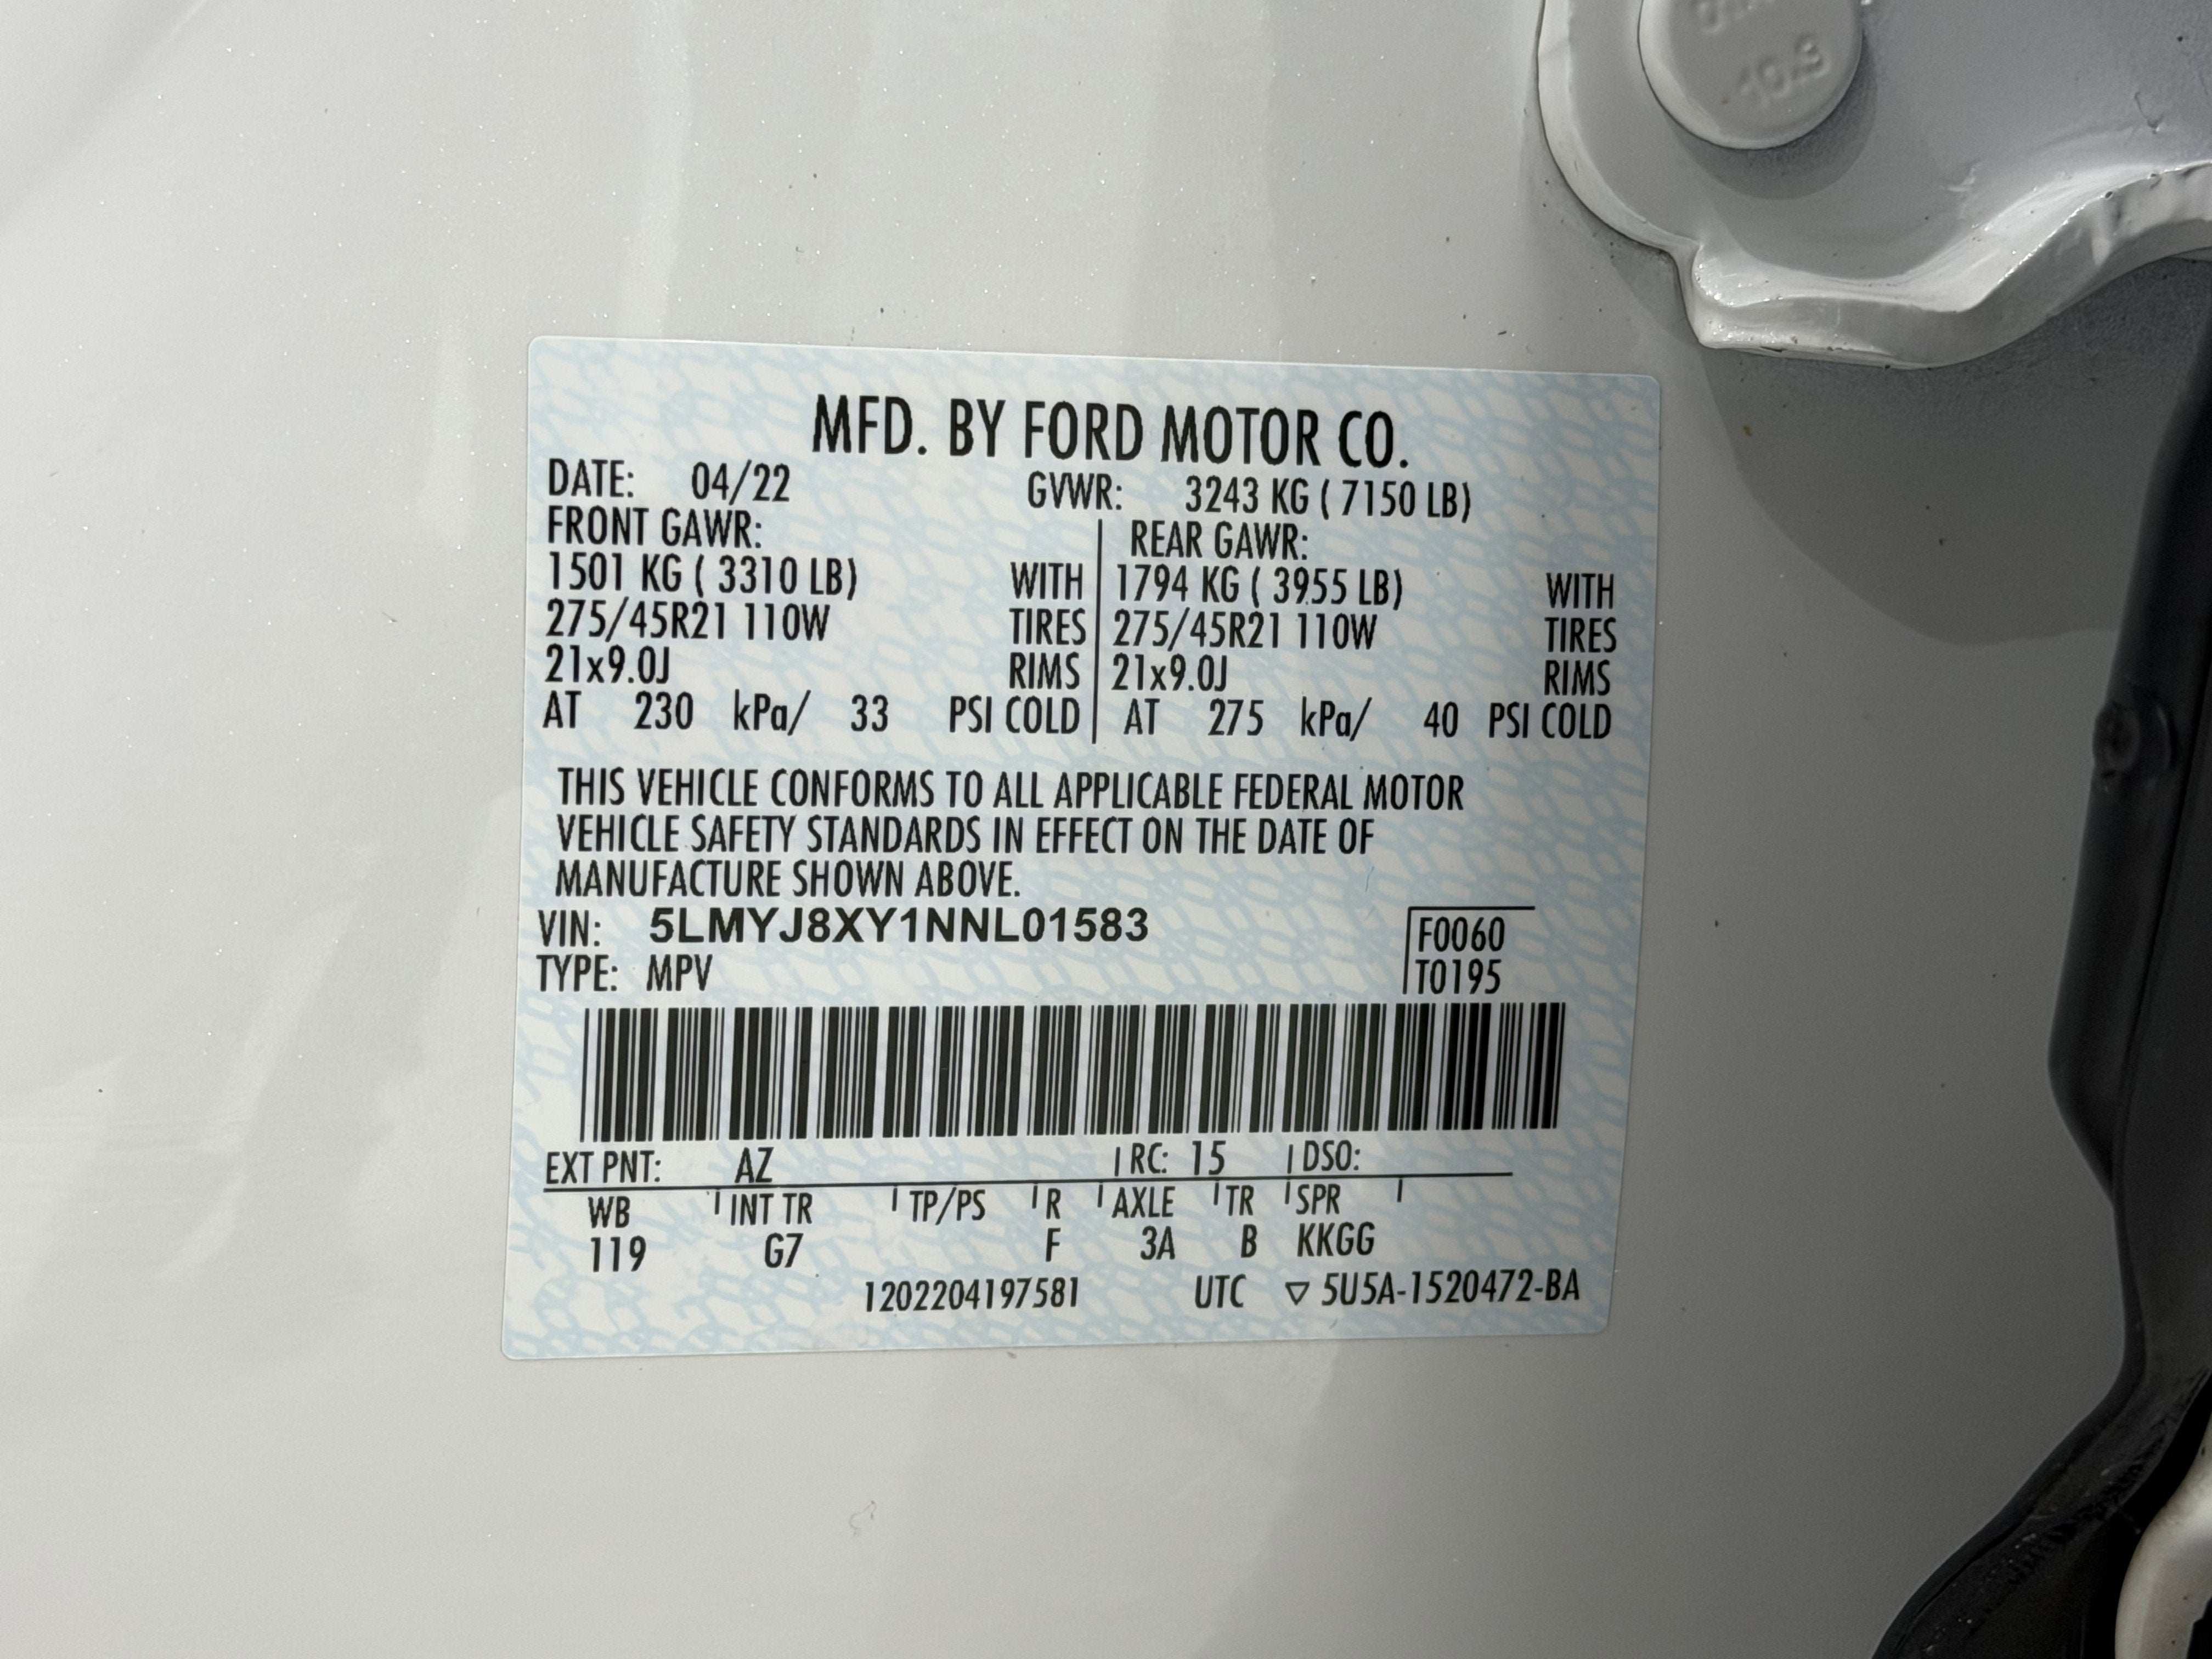 10.9
MFD. BY FORD MOTOR CO.
DATE: 04/22 GVWR: 3243 KG ( 7150 LB)
FRONT GAWR: REAR GAWR:
1501 KG ( 3310 LB) WITH 1794 KG ( 3955 LB) WITH
275/45R21 110W TIRES 275/45R21 110W TIRES
21x9.0J RIMS 21x9.0J RIMS
AT 230 kPa/ 33 PSI COLD AT 275 kPa/ 40 PSI COLD
THIS VEHICLE CONFORMS TO ALL APPLICABLE FEDERAL MOTOR
VEHICLE SAFETY STANDARDS IN EFFECT ON THE DATE OF
MANUFACTURE SHOWN ABOVE.
VIN: 5LMYJ8XY1NNL01583 F0060
TYPE: MPV T0195
EXT PNT: AZ RC: 15 DSO:
WB INT TR TP/PS R AXLE TR SPR
119 G7 F 3A B KKGG
1202204197581 UTC ▽ 5U5A-1520472-BA